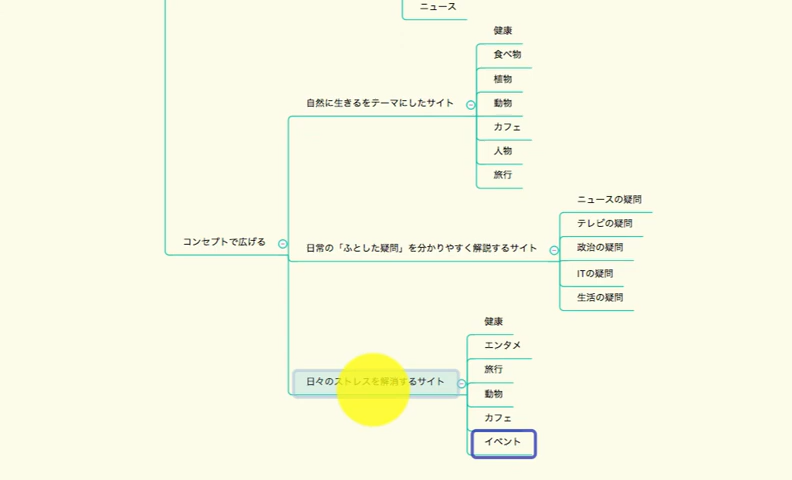 ニュース
コンセプトで広げる
自然に生きるをテーマにしたサイト
健康
食べ物
植物
動物
カフェ
人物
旅行
日常の「ふとした疑問」を分かりやすく解説するサイト
ニュースの疑問
テレビの疑問
政治の疑問
ITの疑問
生活の疑問
日々のストレスを解消するサイト
健康
エンタメ
旅行
動物
カフェ
イベント